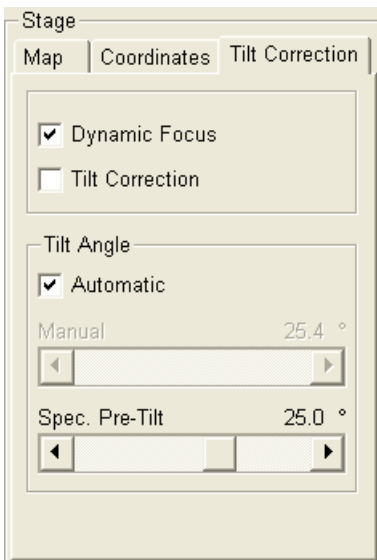 Stage
Map Coordinates Tilt Correction
Dynamic Focus
Tilt Correction
Tilt Angle
Automatic
Manual 25.4 °
Spec. Pre-Tilt 25.0 °